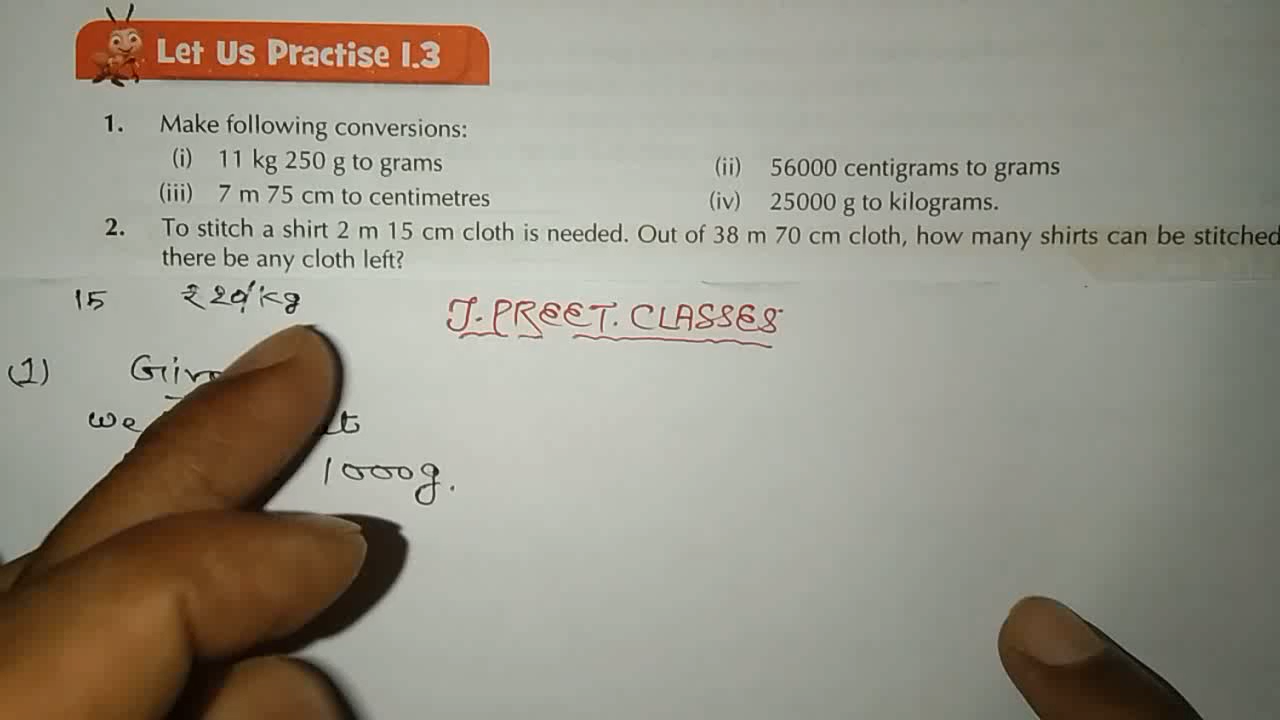 Let Us Practise 1.3
1. Make following conversions:
(i) 11 kg 250 g to grams (ii) 56000 centigrams to grams
(iii) 7 m 75 cm to centimetres (iv) 25000 g to kilograms.
2. To stitch a shirt 2 m 15 cm cloth is needed. Out of 38 m 70 cm cloth, how many shirts can be stitched
there be any cloth left?
15 ₹20/kg J. PREET. CLASSES
(1)
we
1000g.